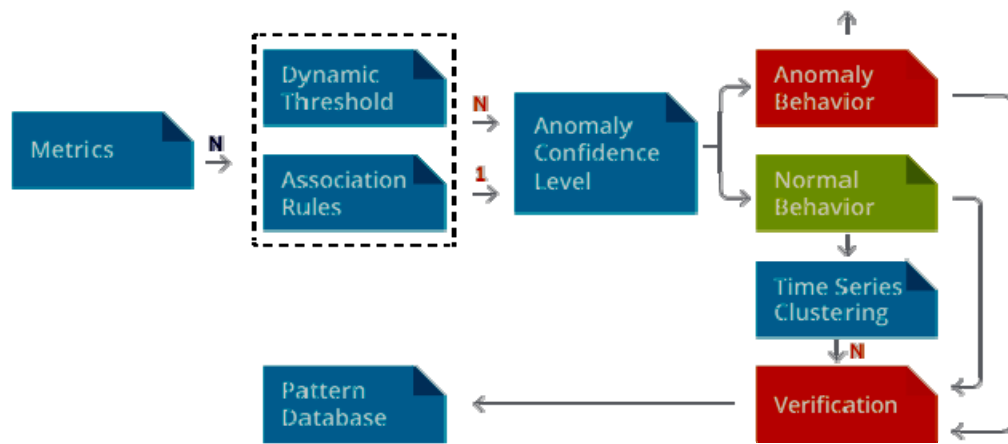 Metrics
N
Dynamic
Threshold
Association
Rules
N
1
Anomaly
Confidence
Level
Anomaly
Behavior
Normal
Behavior
Time Series
Clustering
N
Verification
Pattern
Database